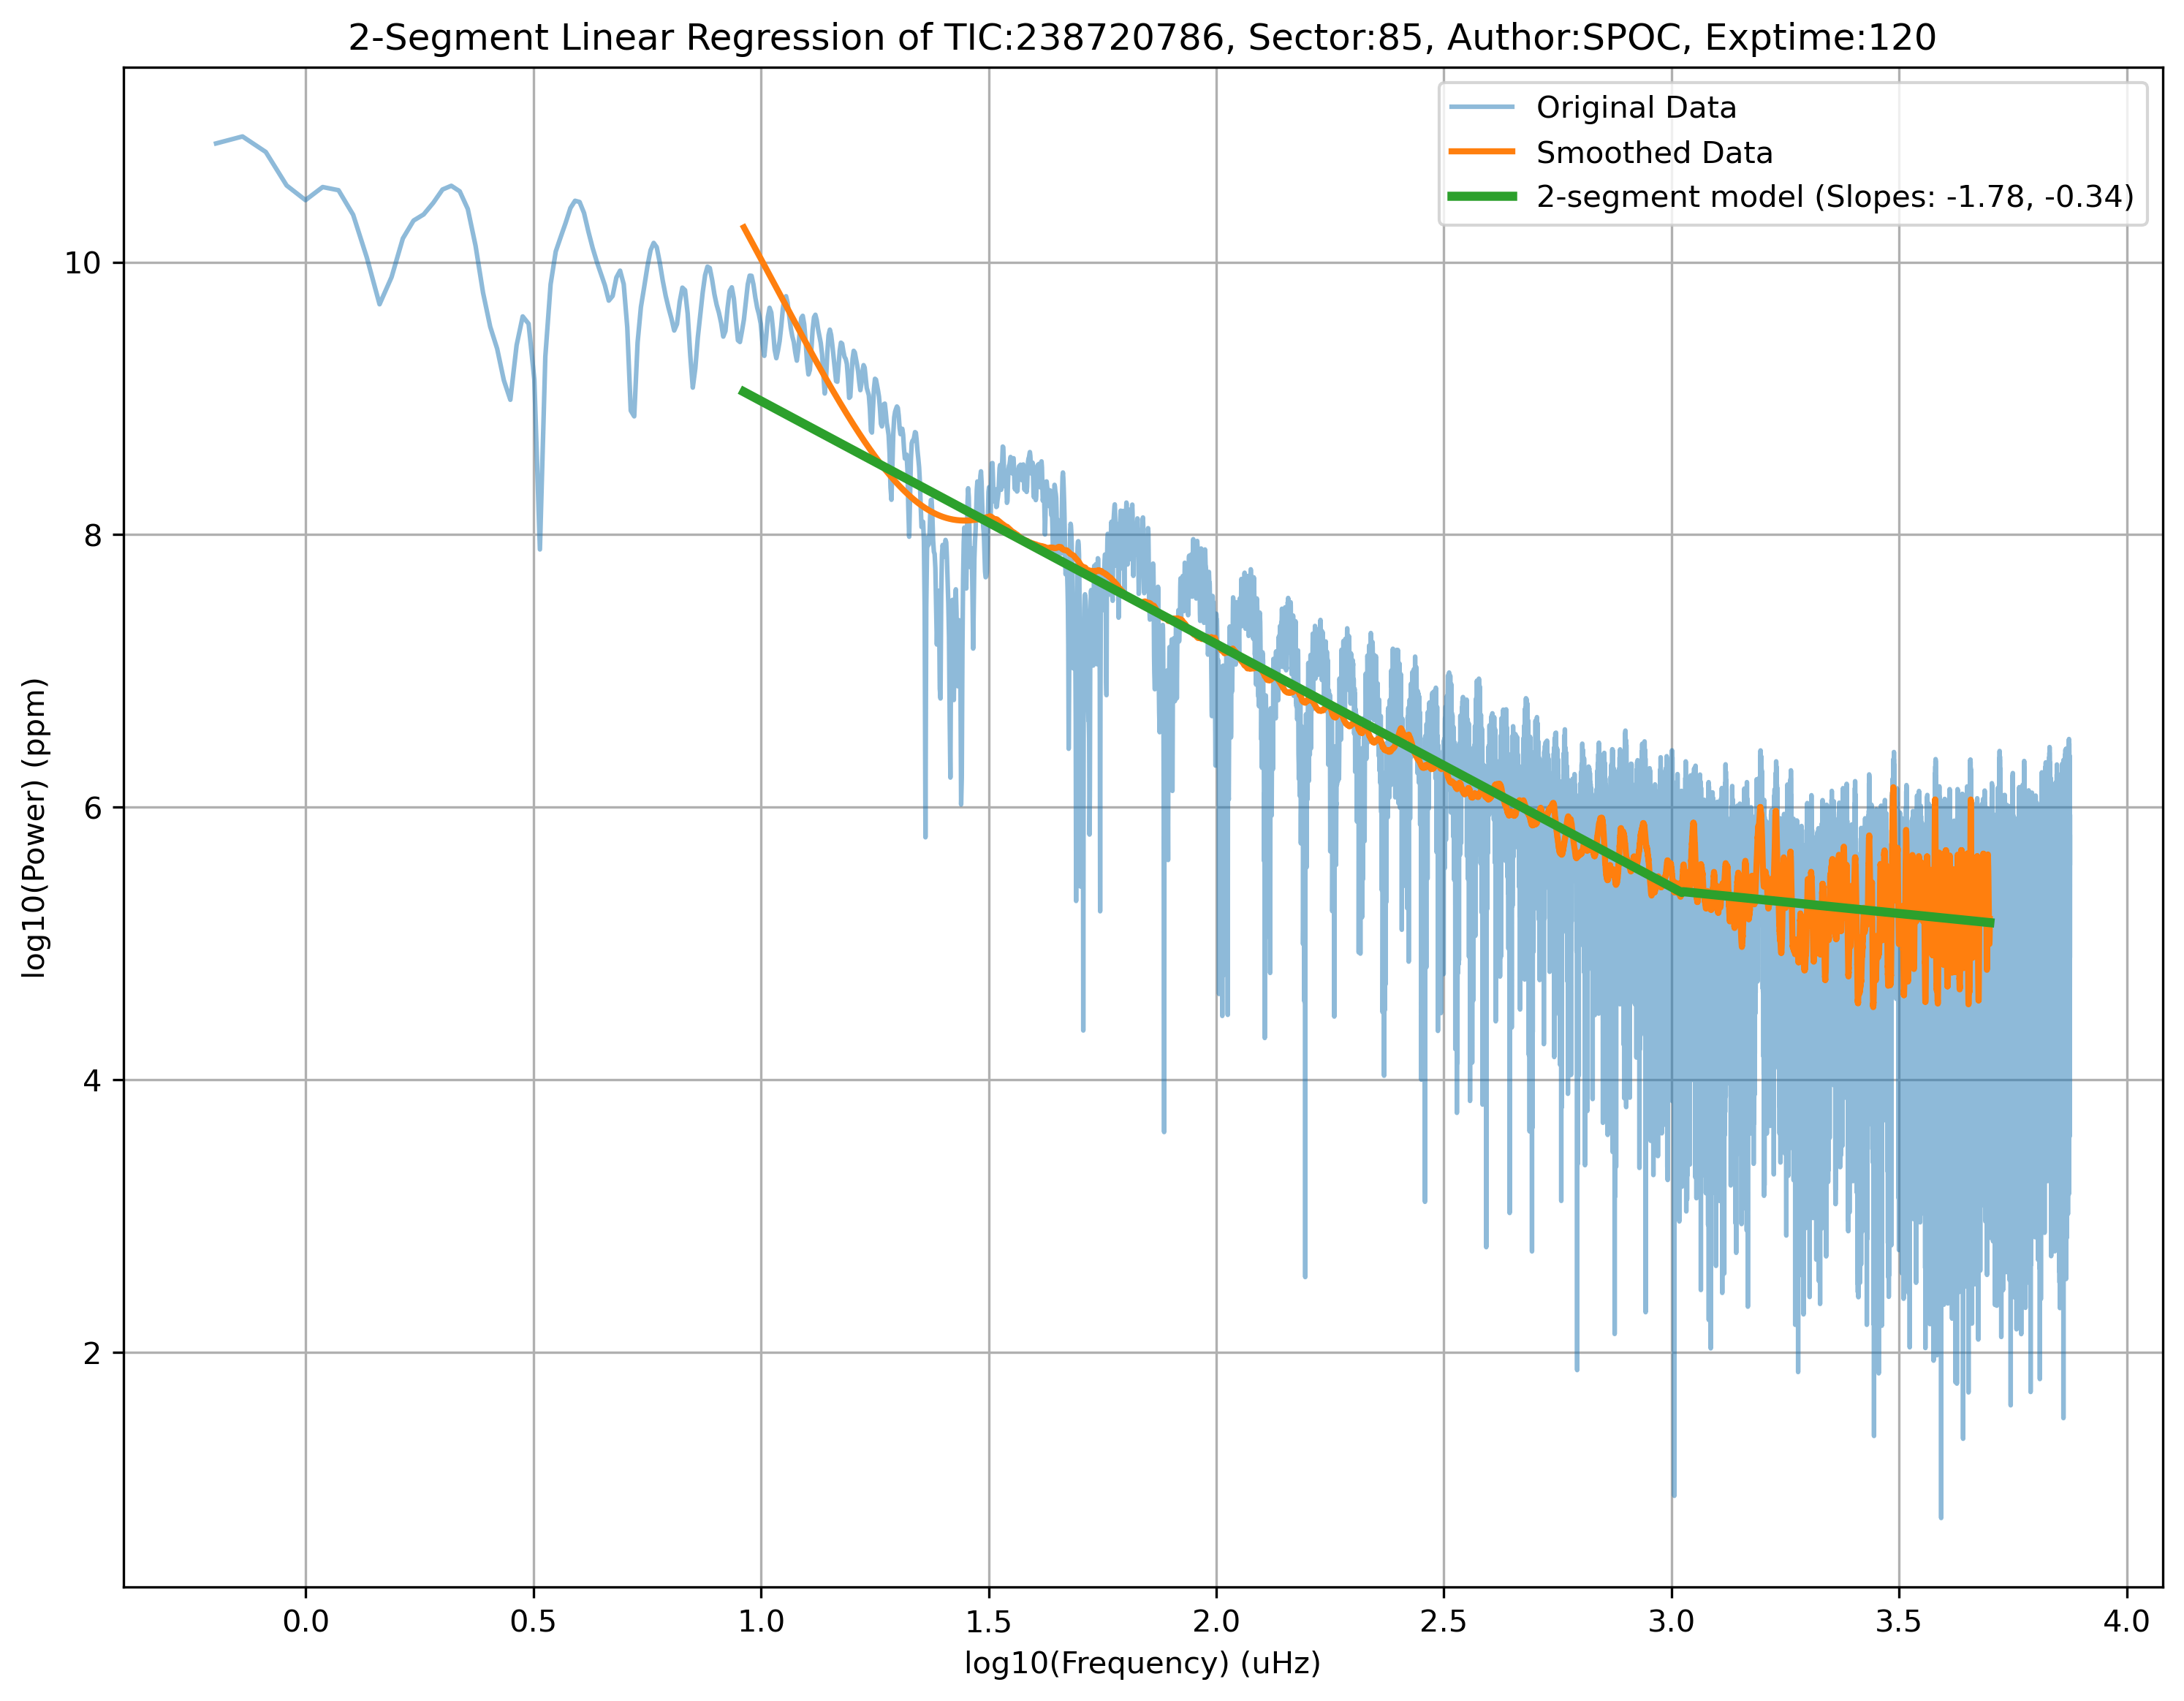 2-Segment Linear Regression of TIC:238720786, Sector:85, Author:SPOC, Exptime:120
Original Data
Smoothed Data
2-segment model (Slopes: -1.78, -0.34)
log10(Power) (ppm)
10
8
6
4
2
0.0 0.5 1.0 1.5 2.0 2.5 3.0 3.5 4.0
log10(Frequency) (uHz)